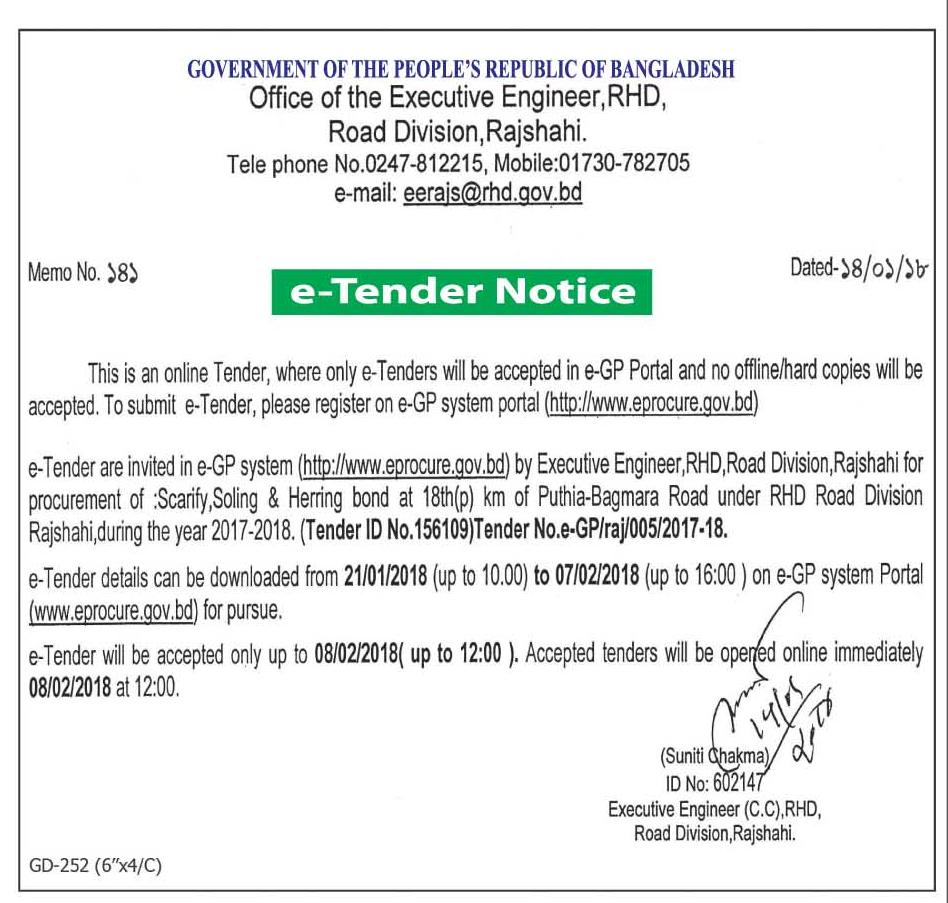 GOVERNMENT OF THE PEOPLE'S REPUBLIC OF BANGLADESH
Office of the Executive Engineer,RHD,
Road Division,Rajshahi.
Tele phone No.0247-812215, Mobile:01730-782705
e-mail: eerajs@rhd.gov.bd
Memo No. ১৪১
Dated-১৪/০১/১৮
e-Tender Notice
This is an online Tender, where only e-Tenders will be accepted in e-GP Portal and no offline/hard copies will be
accepted. To submit e-Tender, please register on e-GP system portal (http://www.eprocure.gov.bd)
e-Tender are invited in e-GP system (http://www.eprocure.gov.bd) by Executive Engineer,RHD,Road Division,Rajshahi for
procurement of :Scarify,Soling & Herring bond at 18th(p) km of Puthia-Bagmara Road under RHD Road Division
Rajshahi,during the year 2017-2018. (Tender ID No.156109)Tender No.e-GP/raj/005/2017-18.
e-Tender details can be downloaded from 21/01/2018 (up to 10.00) to 07/02/2018 (up to 16:00 ) on e-GP system Portal
(www.eprocure.gov.bd) for pursue.
e-Tender will be accepted only up to 08/02/2018( up to 12:00 ). Accepted tenders will be opened online immediately
08/02/2018 at 12:00.
(Suniti Chakma)
ID No: 602147
Executive Engineer (C.C),RHD,
Road Division,Rajshahi.
GD-252 (6"x4/C)